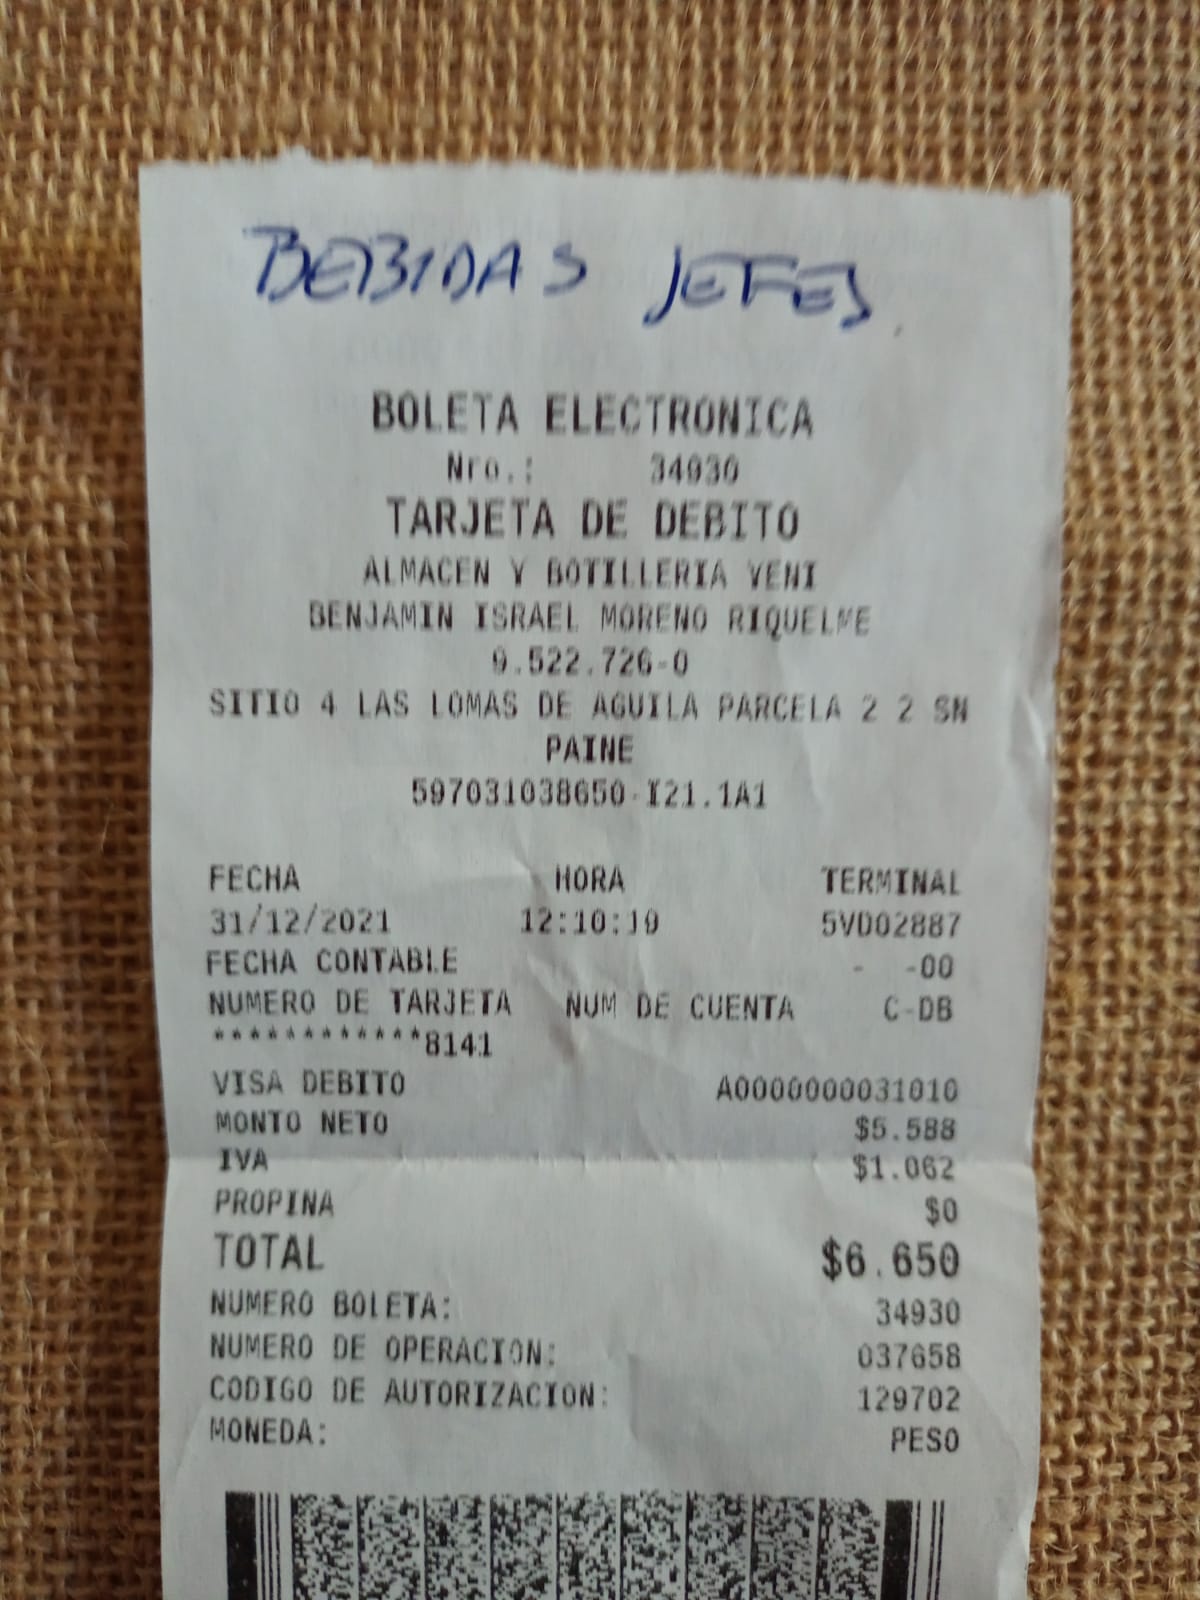 BEBIDAS JEFES
BOLETA ELECTRONICA
Nro.: 34930
TARJETA DE DEBITO
ALMACEN Y BOTILLERIA YENI
BENJAMIN ISRAEL MORENO RIQUELME
9.522.726-0
SITIO 4 LAS LOMAS DE AGUILA PARCELA 2 2 SN
PAINE
597031038650-I21.1A1
FECHA HORA TERMINAL
31/12/2021 12:10:19 5VD02887
FECHA CONTABLE - -00
NUMERO DE TARJETA NUM DE CUENTA C-DB
************8141
VISA DEBITO A0000000031010
MONTO NETO $5.588
IVA $1.062
PROPINA $0
TOTAL $6.650
NUMERO BOLETA: 34930
NUMERO DE OPERACION: 037658
CODIGO DE AUTORIZACION: 129702
MONEDA: PESO